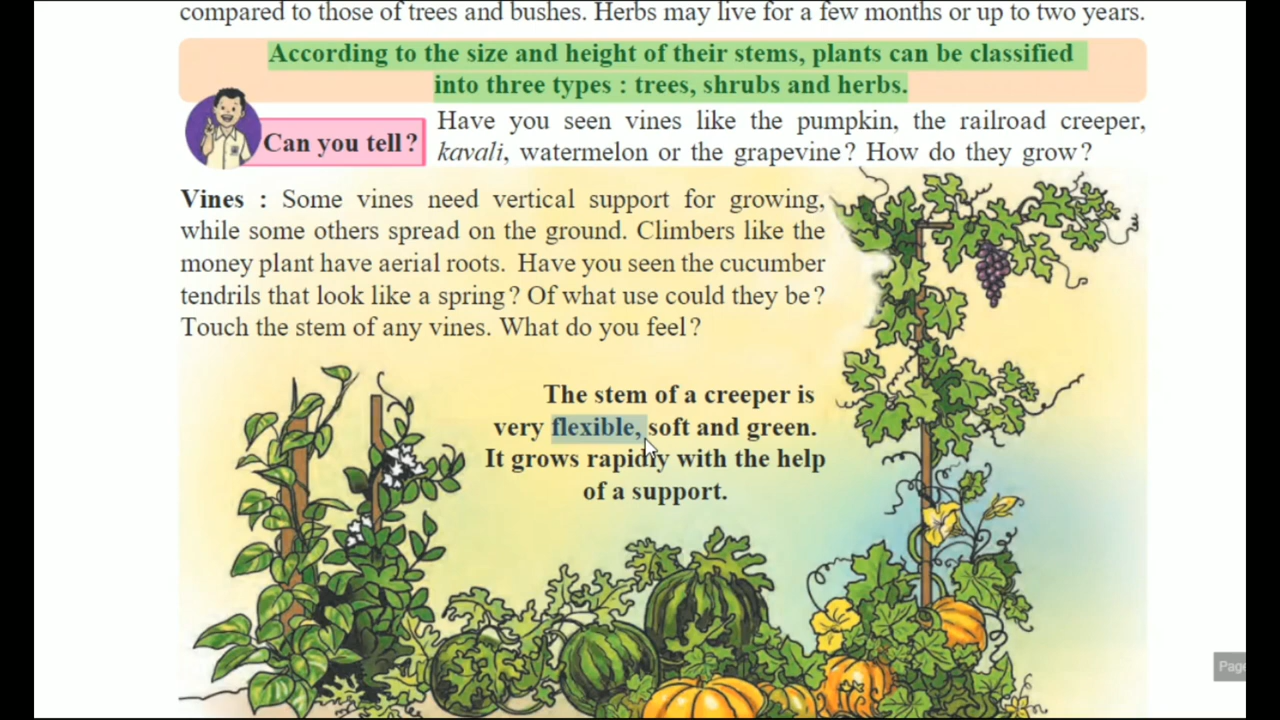 compared to those of trees and bushes. Herbs may live for a few months or up to two years.
According to the size and height of their stems, plants can be classified
into three types : trees, shrubs and herbs.
Can you tell?
Have you seen vines like the pumpkin, the railroad creeper,
kavali, watermelon or the grapevine? How do they grow?
Vines : Some vines need vertical support for growing,
while some others spread on the ground. Climbers like the
money plant have aerial roots. Have you seen the cucumber
tendrils that look like a spring? Of what use could they be?
Touch the stem of any vines. What do you feel?
The stem of a creeper is
very flexible, soft and green.
It grows rapidly with the help
of a support.
Page